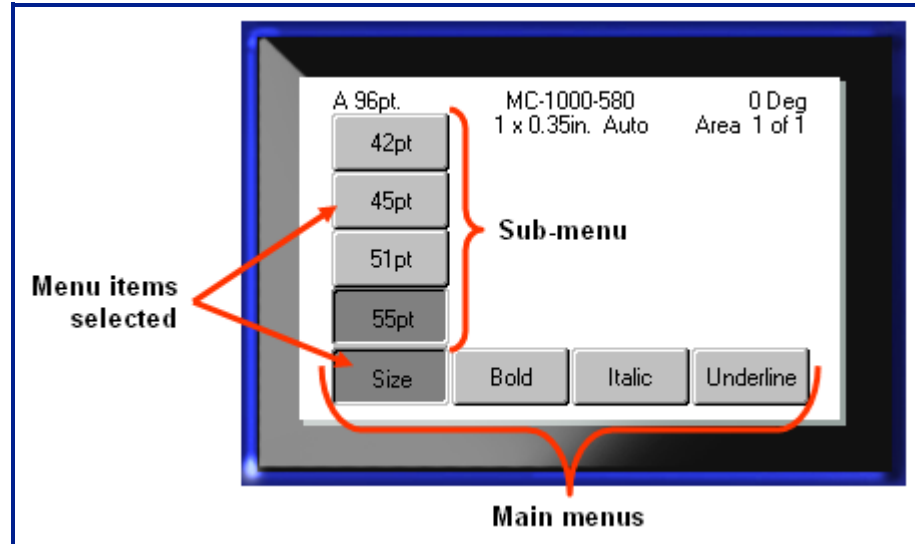 A 96pt. MC-1000-580 0 Deg
1 x 0.35in. Auto Area 1 of 1
42pt
45pt
Sub-menu
51pt
Menu items
selected
55pt
Size Bold Italic Underline
Main menus